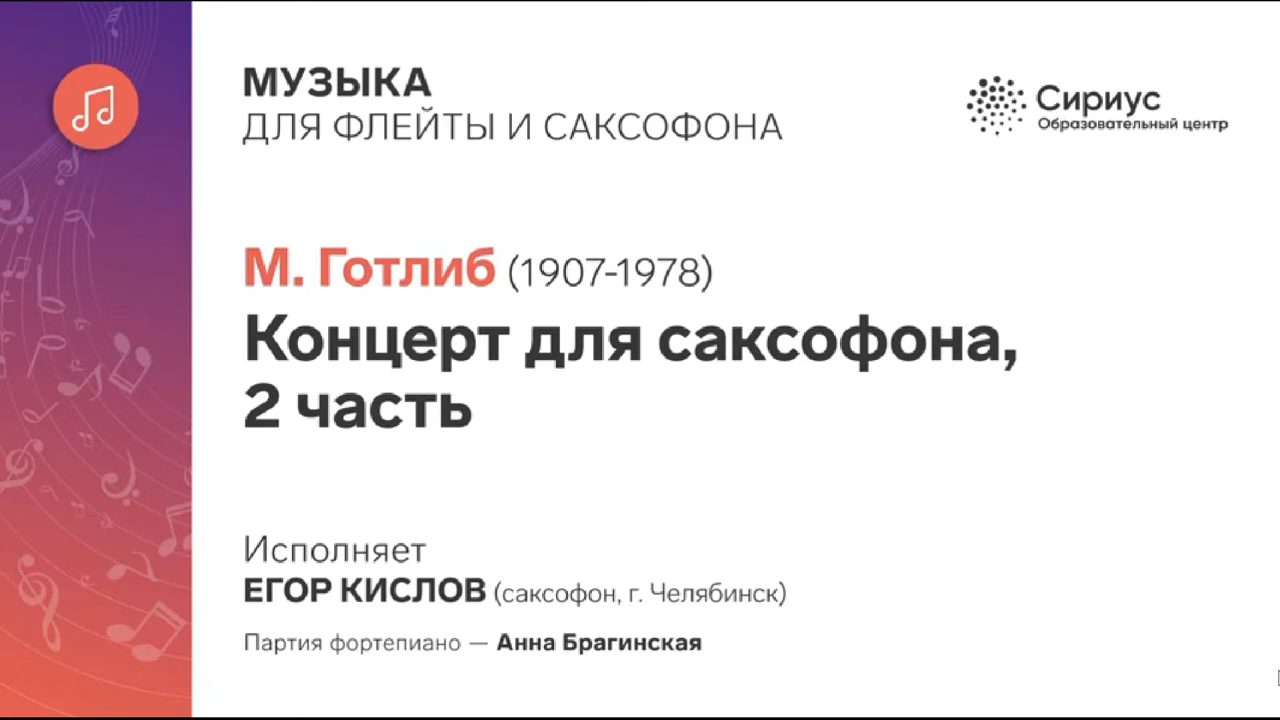 МУЗЫКА
ДЛЯ ФЛЕЙТЫ И САКСОФОНА
Сириус
Образовательный центр
М. Готлиб (1907-1978)
Концерт для саксофона,
2 часть
Исполняет
ЕГОР КИСЛОВ (саксофон, г. Челябинск)
Партия фортепиано — Анна Брагинская